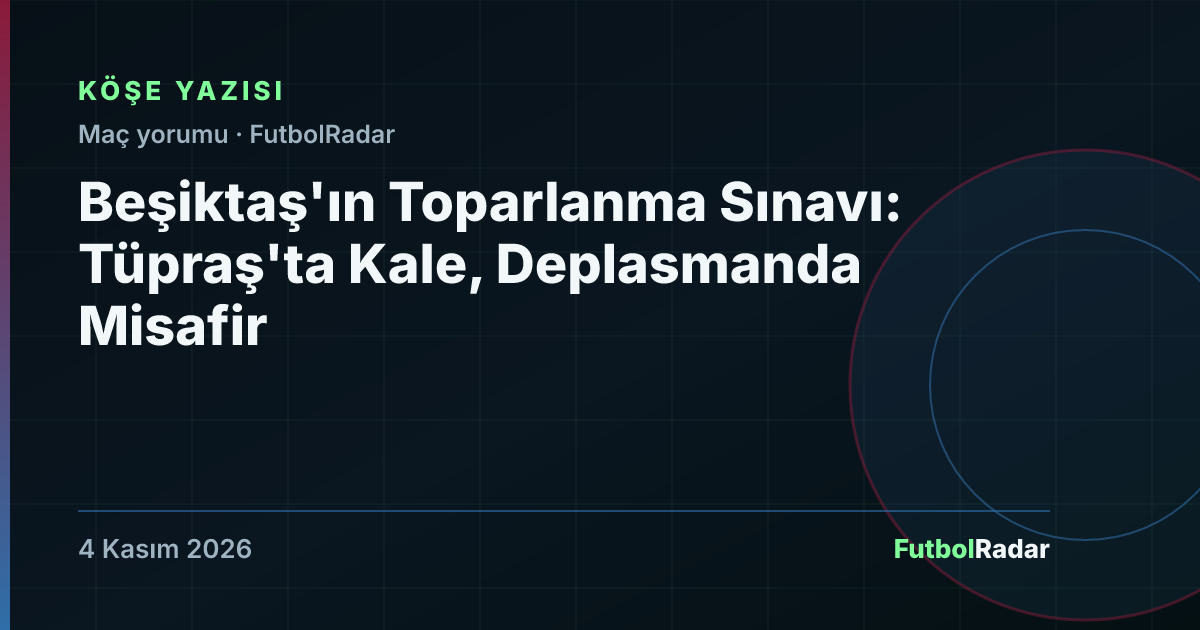 KÖŞE YAZISI
Maç yorumu · FutbolRadar
Beşiktaş'ın Toparlanma Sınavı:
Tüpraş'ta Kale, Deplasmanda
Misafir
4 Kasım 2026
FutbolRadar